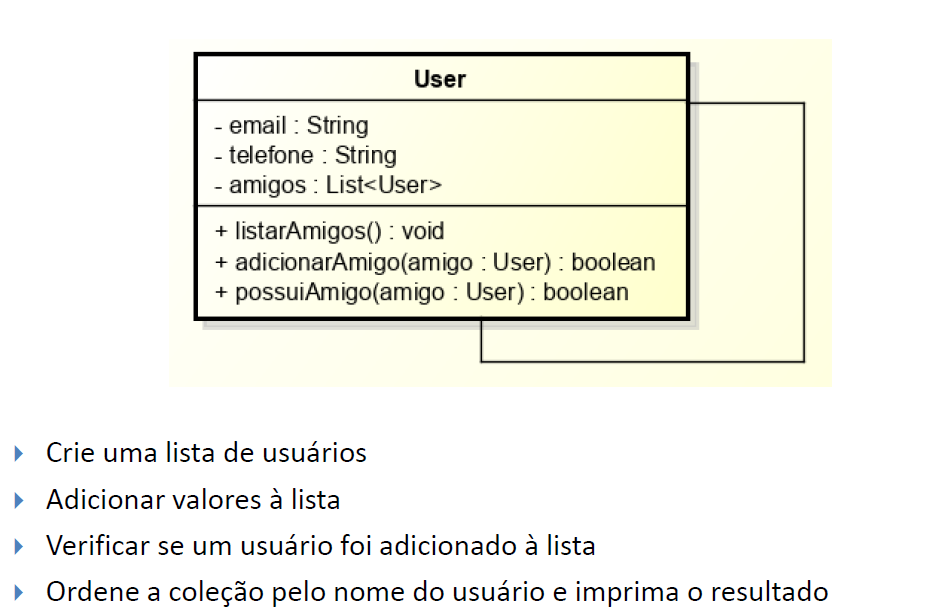 User
- email : String
- telefone : String
- amigos : List<User>
+ listarAmigos() : void
+ adicionarAmigo(amigo : User) : boolean
+ possuiAmigo(amigo : User) : boolean
Crie uma lista de usuários
Adicionar valores à lista
Verificar se um usuário foi adicionado à lista
Ordene a coleção pelo nome do usuário e imprima o resultado